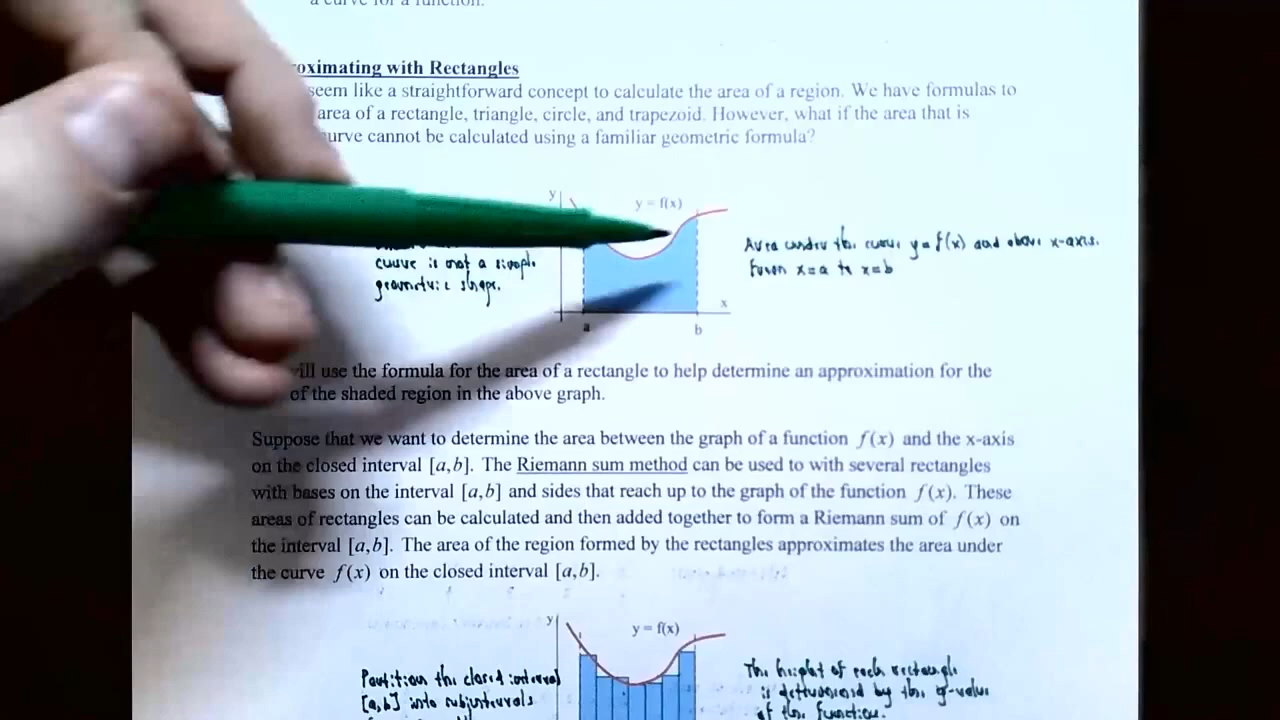 a curve for a function.
oximating with Rectangles
seem like a straightforward concept to calculate the area of a region. We have formulas to
area of a rectangle, triangle, circle, and trapezoid. However, what if the area that is
urve cannot be calculated using a familiar geometric formula?
y
y = f(x)
curve is not a simple
geometric shape.
Area under the curve y = f(x) and above x-axis.
from x = a to x = b
x
a
b
ill use the formula for the area of a rectangle to help determine an approximation for the
of the shaded region in the above graph.
Suppose that we want to determine the area between the graph of a function f(x) and the x-axis
on the closed interval [a,b]. The Riemann sum method can be used to with several rectangles
with bases on the interval [a,b] and sides that reach up to the graph of the function f(x). These
areas of rectangles can be calculated and then added together to form a Riemann sum of f(x) on
the interval [a,b]. The area of the region formed by the rectangles approximates the area under
the curve f(x) on the closed interval [a,b].
y
y = f(x)
Partition the closed interval
[a,b] into subintervals
The height of each rectangle
is determined by the y-value
of the function.